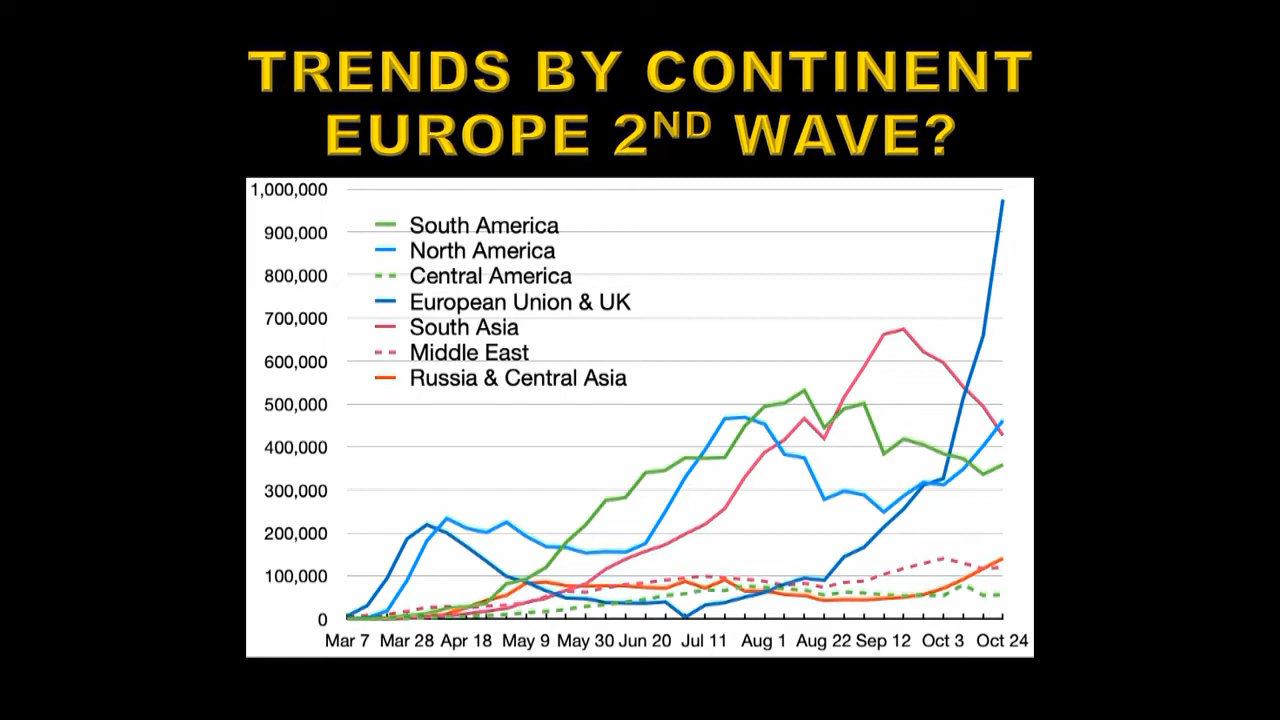 TRENDS BY CONTINENT
EUROPE 2ND WAVE?
1,000,000
900,000
800,000
700,000
600,000
500,000
400,000
300,000
200,000
100,000
0
South America
North America
Central America
European Union & UK
South Asia
Middle East
Russia & Central Asia
Mar 7 Mar 28 Apr 18 May 9 May 30 Jun 20 Jul 11 Aug 1 Aug 22 Sep 12 Oct 3 Oct 24